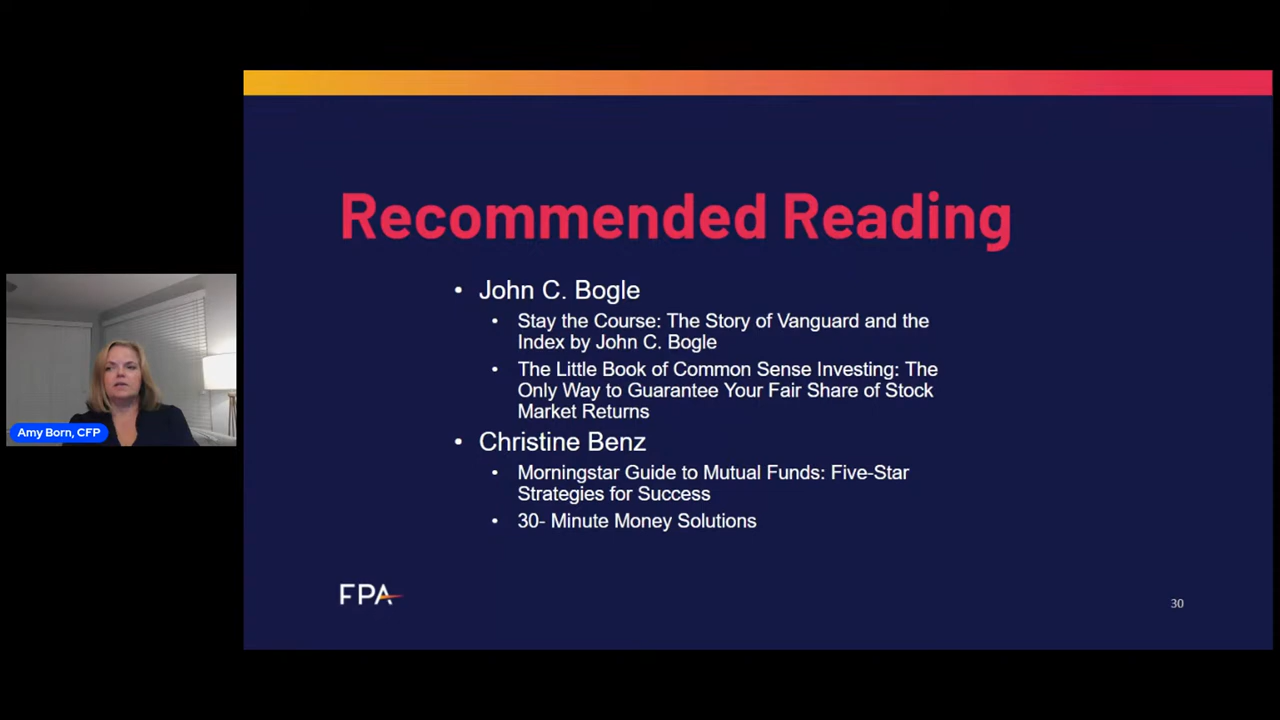 Recommended Reading
• John C. Bogle
• Stay the Course: The Story of Vanguard and the
Index by John C. Bogle
• The Little Book of Common Sense Investing: The
Only Way to Guarantee Your Fair Share of Stock
Market Returns
• Christine Benz
• Morningstar Guide to Mutual Funds: Five-Star
Strategies for Success
• 30- Minute Money Solutions
Amy Born, CFP
FPA
30